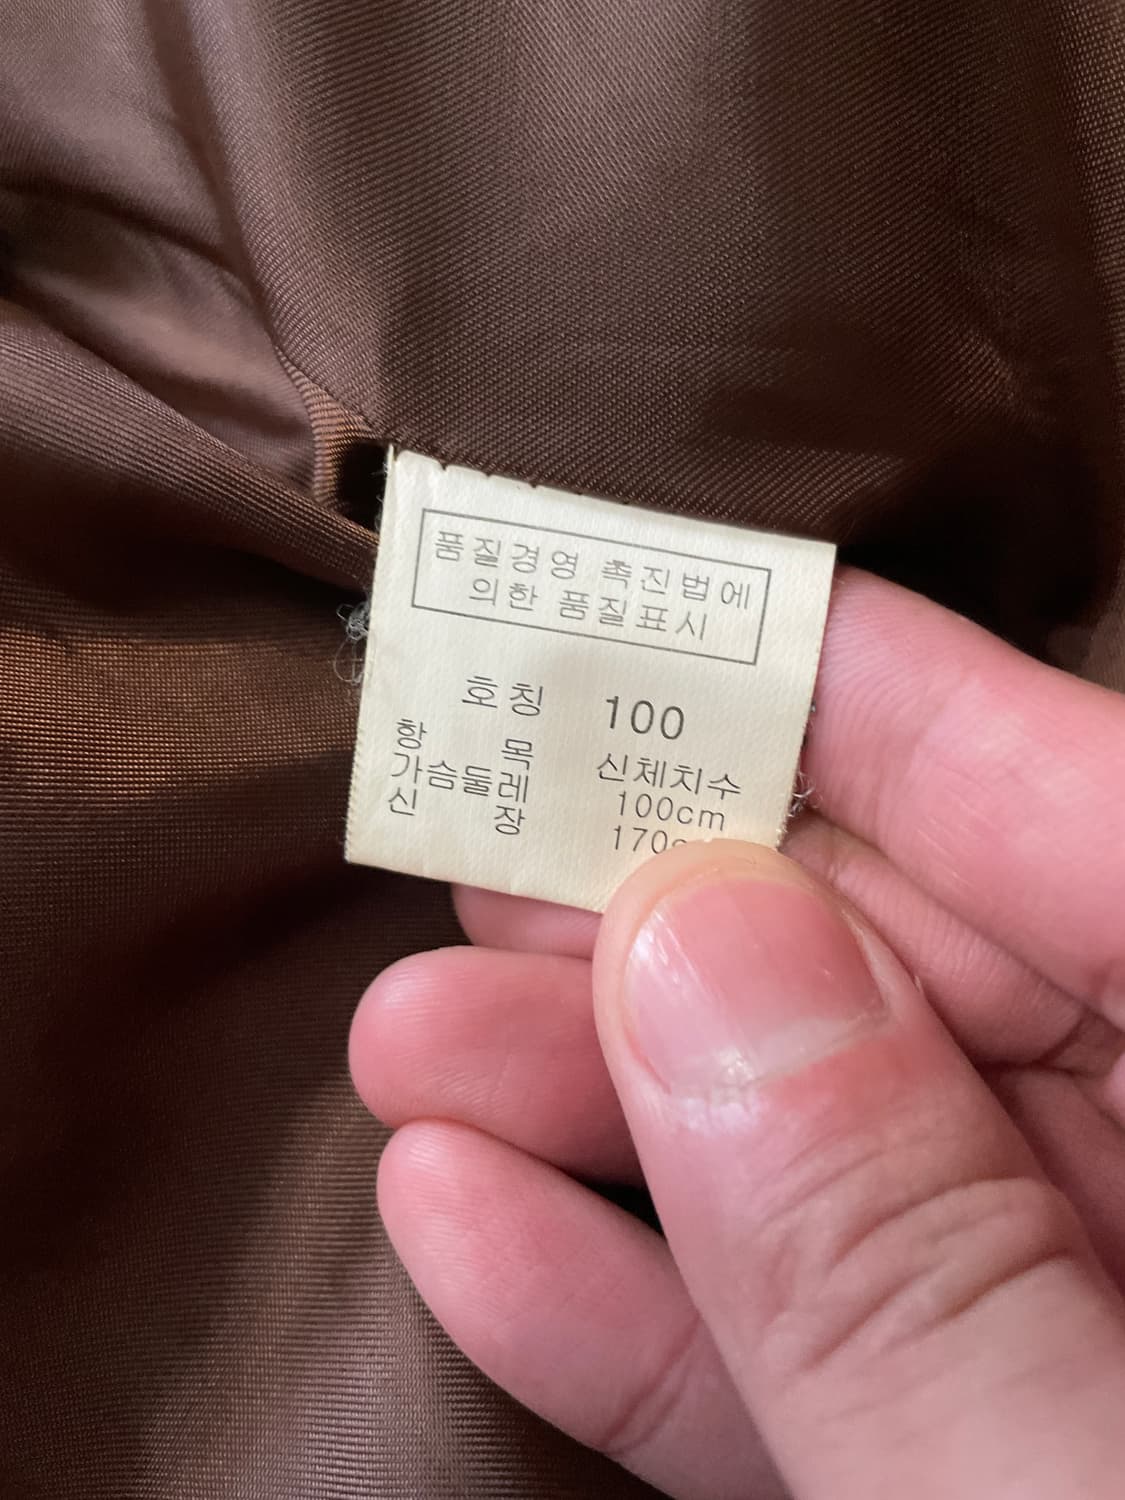 품질경영 촉진법에
의한 품질표시
호칭 100
항 목 신체치수
가슴둘레 100cm
신 장 170c